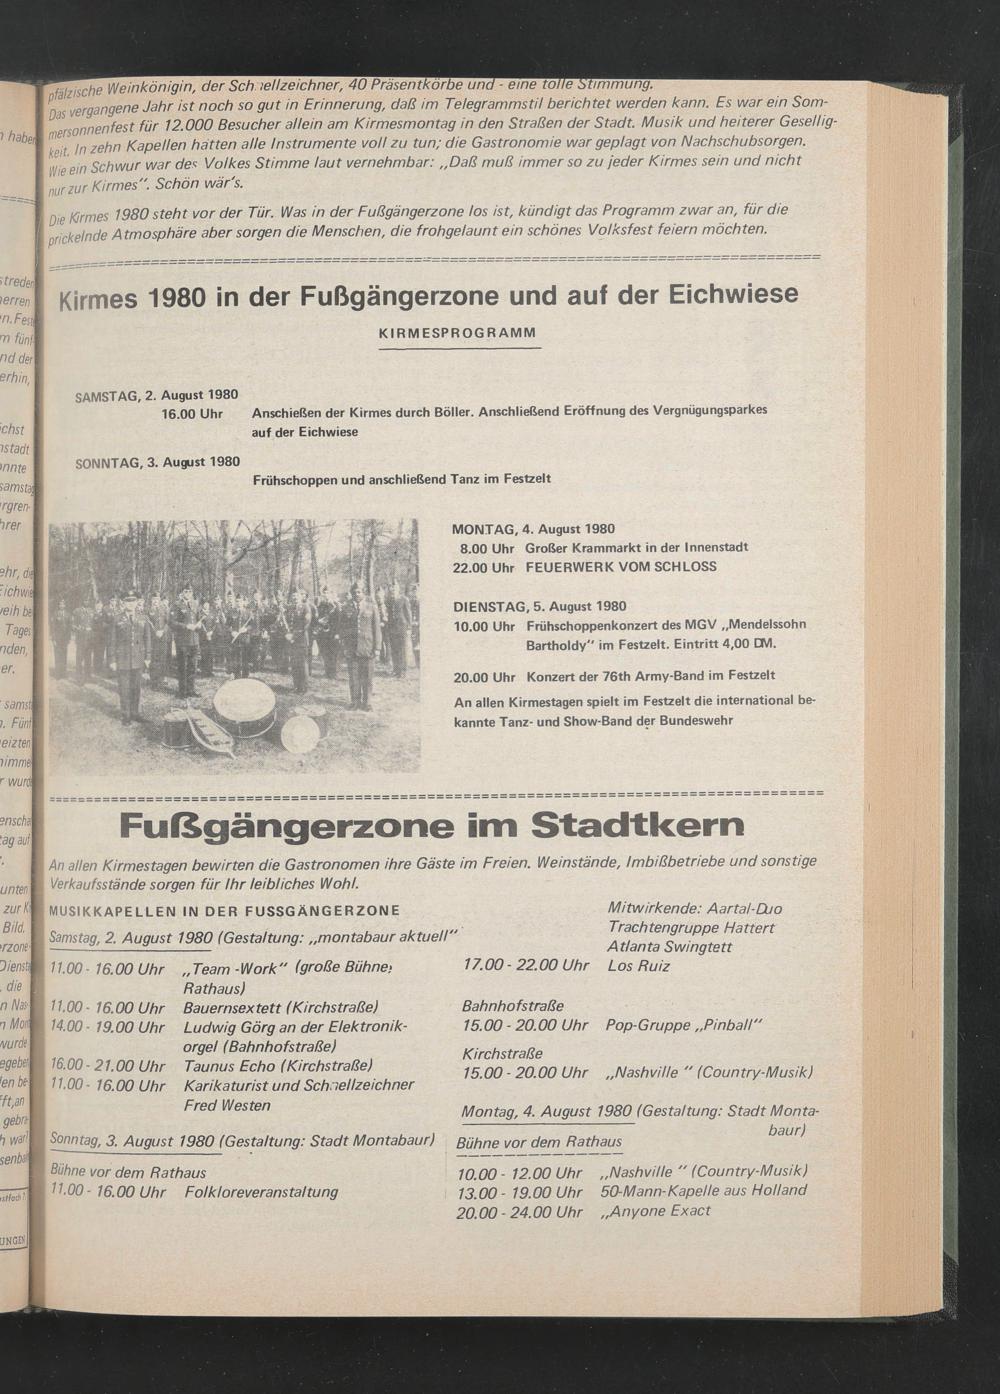 pfälzische Weinkönigin, der Schnellzeichner, 40 Präsentkörbe und - eine tolle Stimmung.
Das vergangene Jahr ist noch so gut in Erinnerung, daß im Telegrammstil berichtet werden kann. Es war ein Som-
mersonnenfest für 12.000 Besucher allein am Kirmesmontag in den Straßen der Stadt. Musik und heiterer Gesellig-
keit. In zehn Kapellen hatten alle Instrumente voll zu tun; die Gastronomie war geplagt von Nachschubsorgen.
Wie ein Schwur war des Volkes Stimme laut vernehmbar: „Daß muß immer so zu jeder Kirmes sein und nicht
nur zur Kirmes“. Schön wär's.
Die Kirmes 1980 steht vor der Tür. Was in der Fußgängerzone los ist, kündigt das Programm zwar an, für die
prickelnde Atmosphäre aber sorgen die Menschen, die frohgelaunt ein schönes Volksfest feiern möchten.
Kirmes 1980 in der Fußgängerzone und auf der Eichwiese
KIRMESPROGRAMM
SAMSTAG, 2. August 1980
16.00 Uhr Anschießen der Kirmes durch Böller. Anschließend Eröffnung des Vergnügungsparkes
auf der Eichwiese
SONNTAG, 3. August 1980
Frühschoppen und anschließend Tanz im Festzelt
MONTAG, 4. August 1980
8.00 Uhr Großer Krammarkt in der Innenstadt
22.00 Uhr FEUERWERK VOM SCHLOSS
DIENSTAG, 5. August 1980
10.00 Uhr Frühschoppenkonzert des MGV „Mendelssohn
Bartholdy“ im Festzelt. Eintritt 4,00 DM.
20.00 Uhr Konzert der 76th Army-Band im Festzelt
An allen Kirmestagen spielt im Festzelt die international be-
kannte Tanz- und Show-Band der Bundeswehr
Fußgängerzone im Stadtkern
An allen Kirmestagen bewirten die Gastronomen ihre Gäste im Freien. Weinstände, Imbißbetriebe und sonstige
Verkaufsstände sorgen für Ihr leibliches Wohl.
MUSIKKAPELLEN IN DER FUSSGÄNGERZONE
Samstag, 2. August 1980 (Gestaltung: „montabaur aktuell“
11.00 - 16.00 Uhr „Team -Work“ (große Bühne,
Rathaus)
11.00 - 16.00 Uhr Bauernsextett (Kirchstraße)
14.00 - 19.00 Uhr Ludwig Görg an der Elektronik-
orgel (Bahnhofstraße)
16.00 - 21.00 Uhr Taunus Echo (Kirchstraße)
11.00 - 16.00 Uhr Karikaturist und Schnellzeichner
Fred Westen
Sonntag, 3. August 1980 (Gestaltung: Stadt Montabaur)
Bühne vor dem Rathaus
11.00 - 16.00 Uhr Folkloreveranstaltung
Mitwirkende: Aartal-Duo
Trachtengruppe Hattert
Atlanta Swingtett
17.00 - 22.00 Uhr Los Ruiz
Bahnhofstraße
15.00 - 20.00 Uhr Pop-Gruppe „Pinball“
Kirchstraße
15.00 - 20.00 Uhr „Nashville “ (Country-Musik)
Montag, 4. August 1980 (Gestaltung: Stadt Monta-
baur)
Bühne vor dem Rathaus
10.00 - 12.00 Uhr „Nashville “ (Country-Musik)
13.00 - 19.00 Uhr 50-Mann-Kapelle aus Holland
20.00 - 24.00 Uhr „Anyone Exact